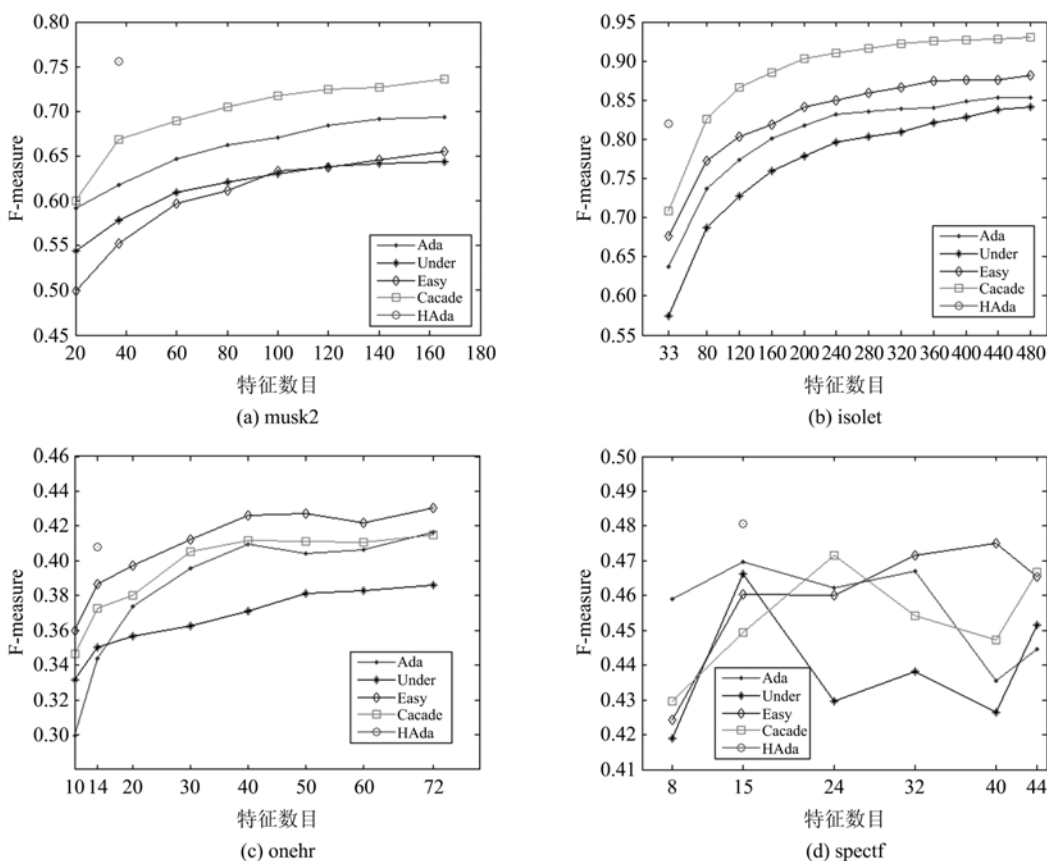 0.80
0.75
0.70
0.65
0.60
0.55
0.50
0.45
F-measure
Ada
Under
Easy
Cacade
HAda
20 40 60 80 100 120 140 160 180
特征数目
(a) musk2
0.95
0.90
0.85
0.80
0.75
0.70
0.65
0.60
0.55
F-measure
Ada
Under
Easy
Cacade
HAda
33 80 120 160 200 240 280 320 360 400 440 480
特征数目
(b) isolet
0.46
0.44
0.42
0.40
0.38
0.36
0.34
0.32
0.30
F-measure
Ada
Under
Easy
Cacade
HAda
10 14 20 30 40 50 60 72
特征数目
(c) onehr
0.50
0.49
0.48
0.47
0.46
0.45
0.44
0.43
0.42
0.41
F-measure
Ada
Under
Easy
Cacade
HAda
8 15 24 32 40 44
特征数目
(d) spectf